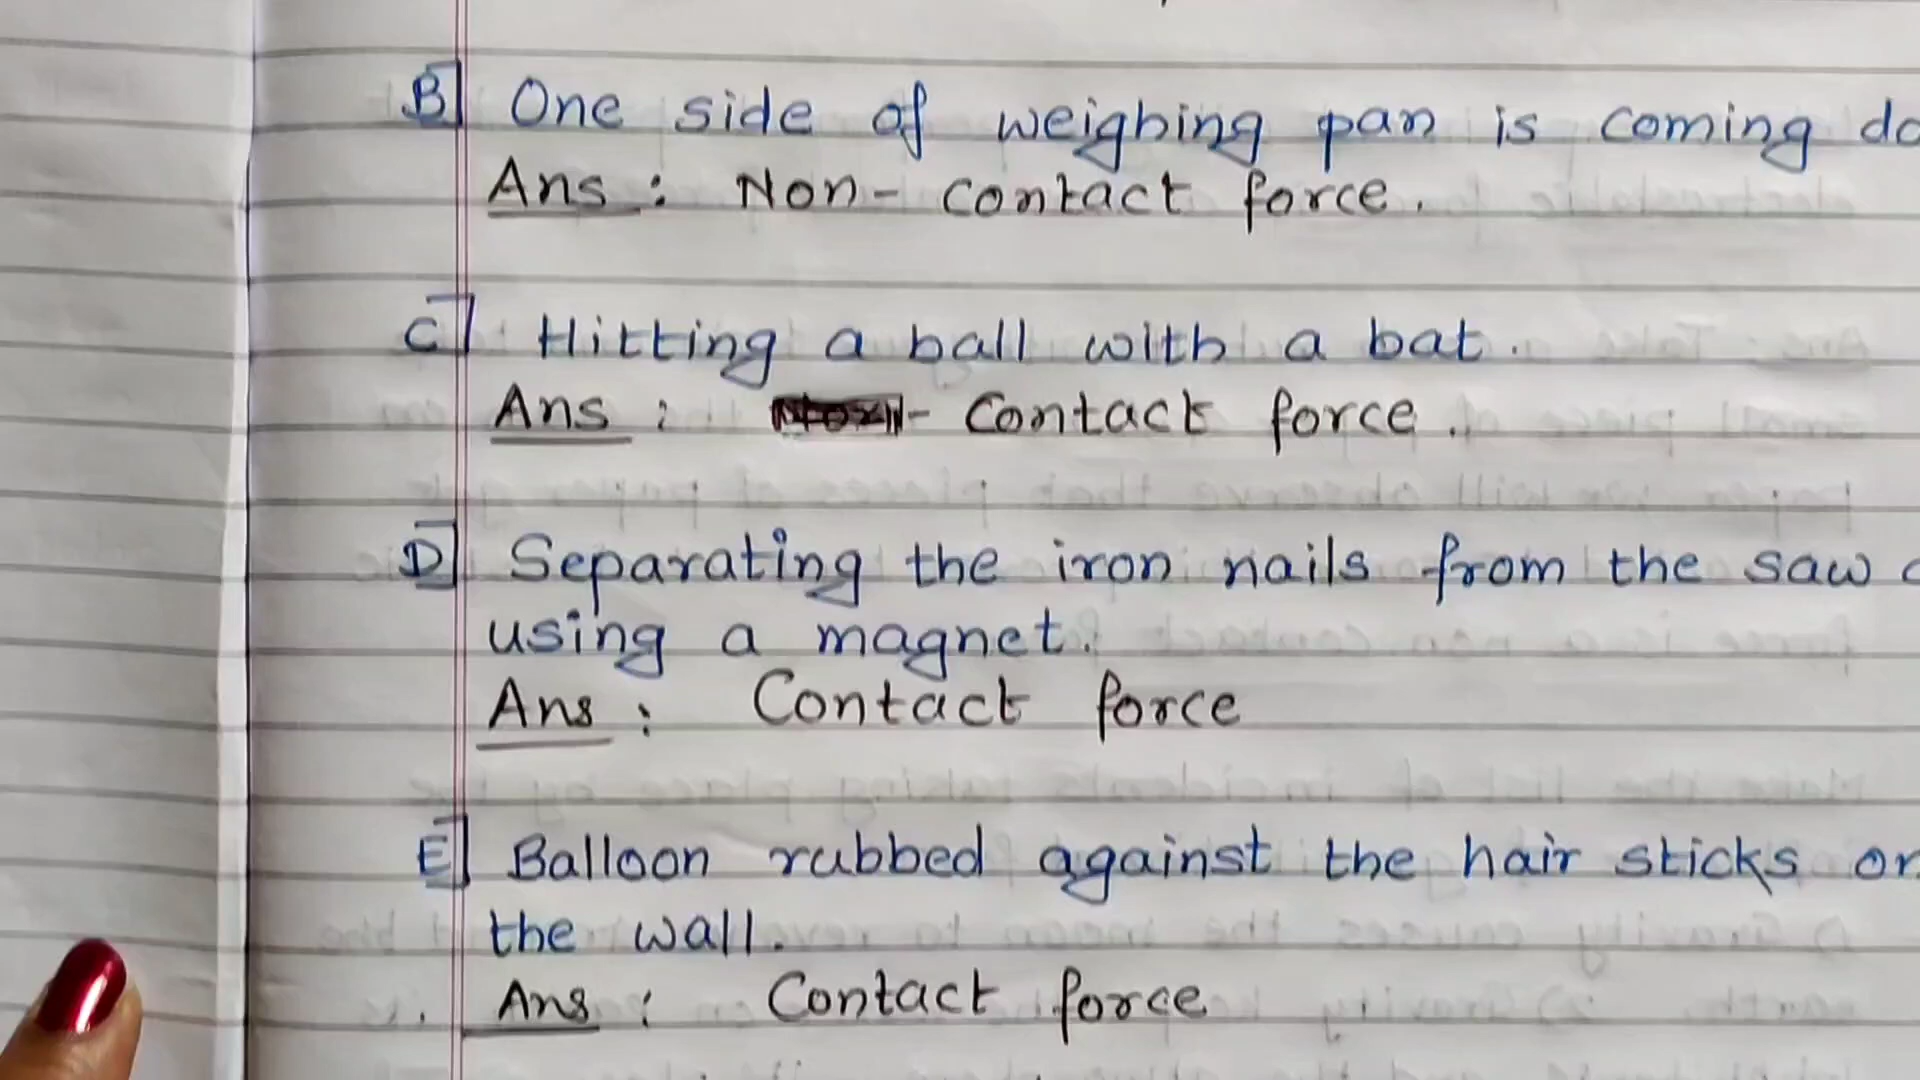 B] One side of weighing pan is coming
Ans : Non- contact force.
C] Hitting a ball with a bat.
Ans : - Contact force.
D] Separating the iron nails from the saw
using a magnet.
Ans : Contact force
E] Balloon rubbed against the hair sticks on
the wall.
Ans : Contact force